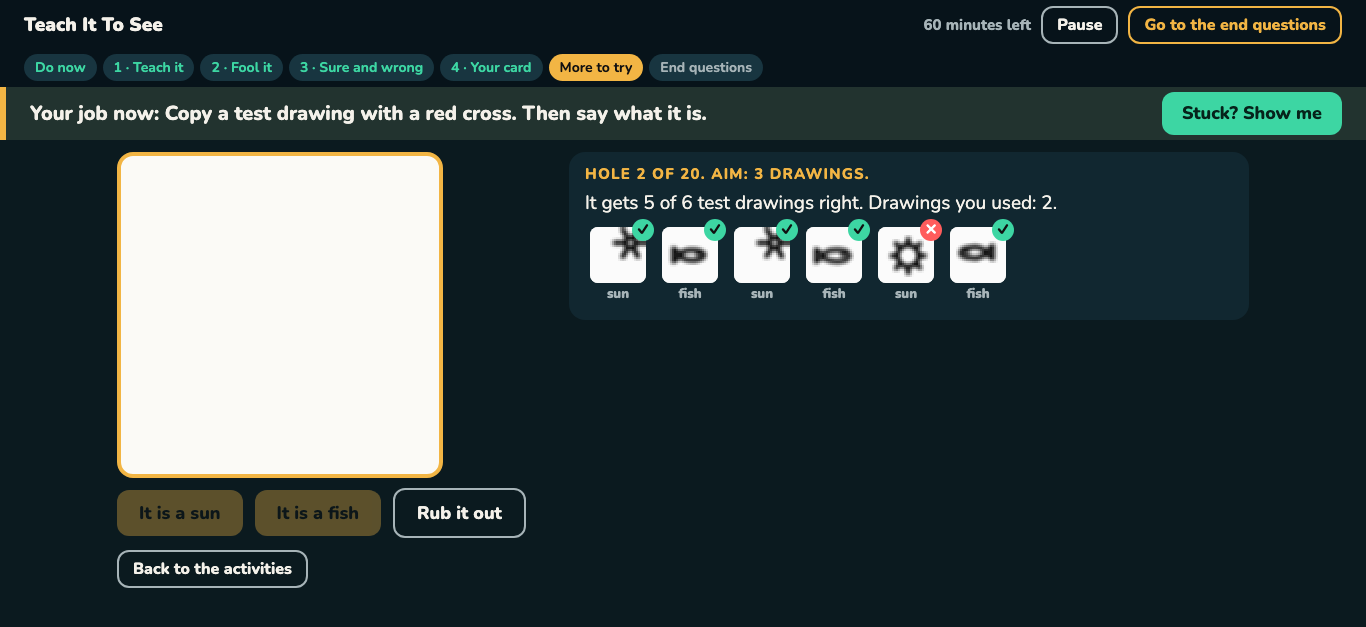 Teach It To See
60 minutes left
Pause
Go to the end questions
Do now
1 · Teach it
2 · Fool it
3 · Sure and wrong
4 · Your card
More to try
End questions
Your job now: Copy a test drawing with a red cross. Then say what it is.
Stuck? Show me
HOLE 2 OF 20. AIM: 3 DRAWINGS.
It gets 5 of 6 test drawings right. Drawings you used: 2.
sun
fish
sun
fish
sun
fish
It is a sun
It is a fish
Rub it out
Back to the activities